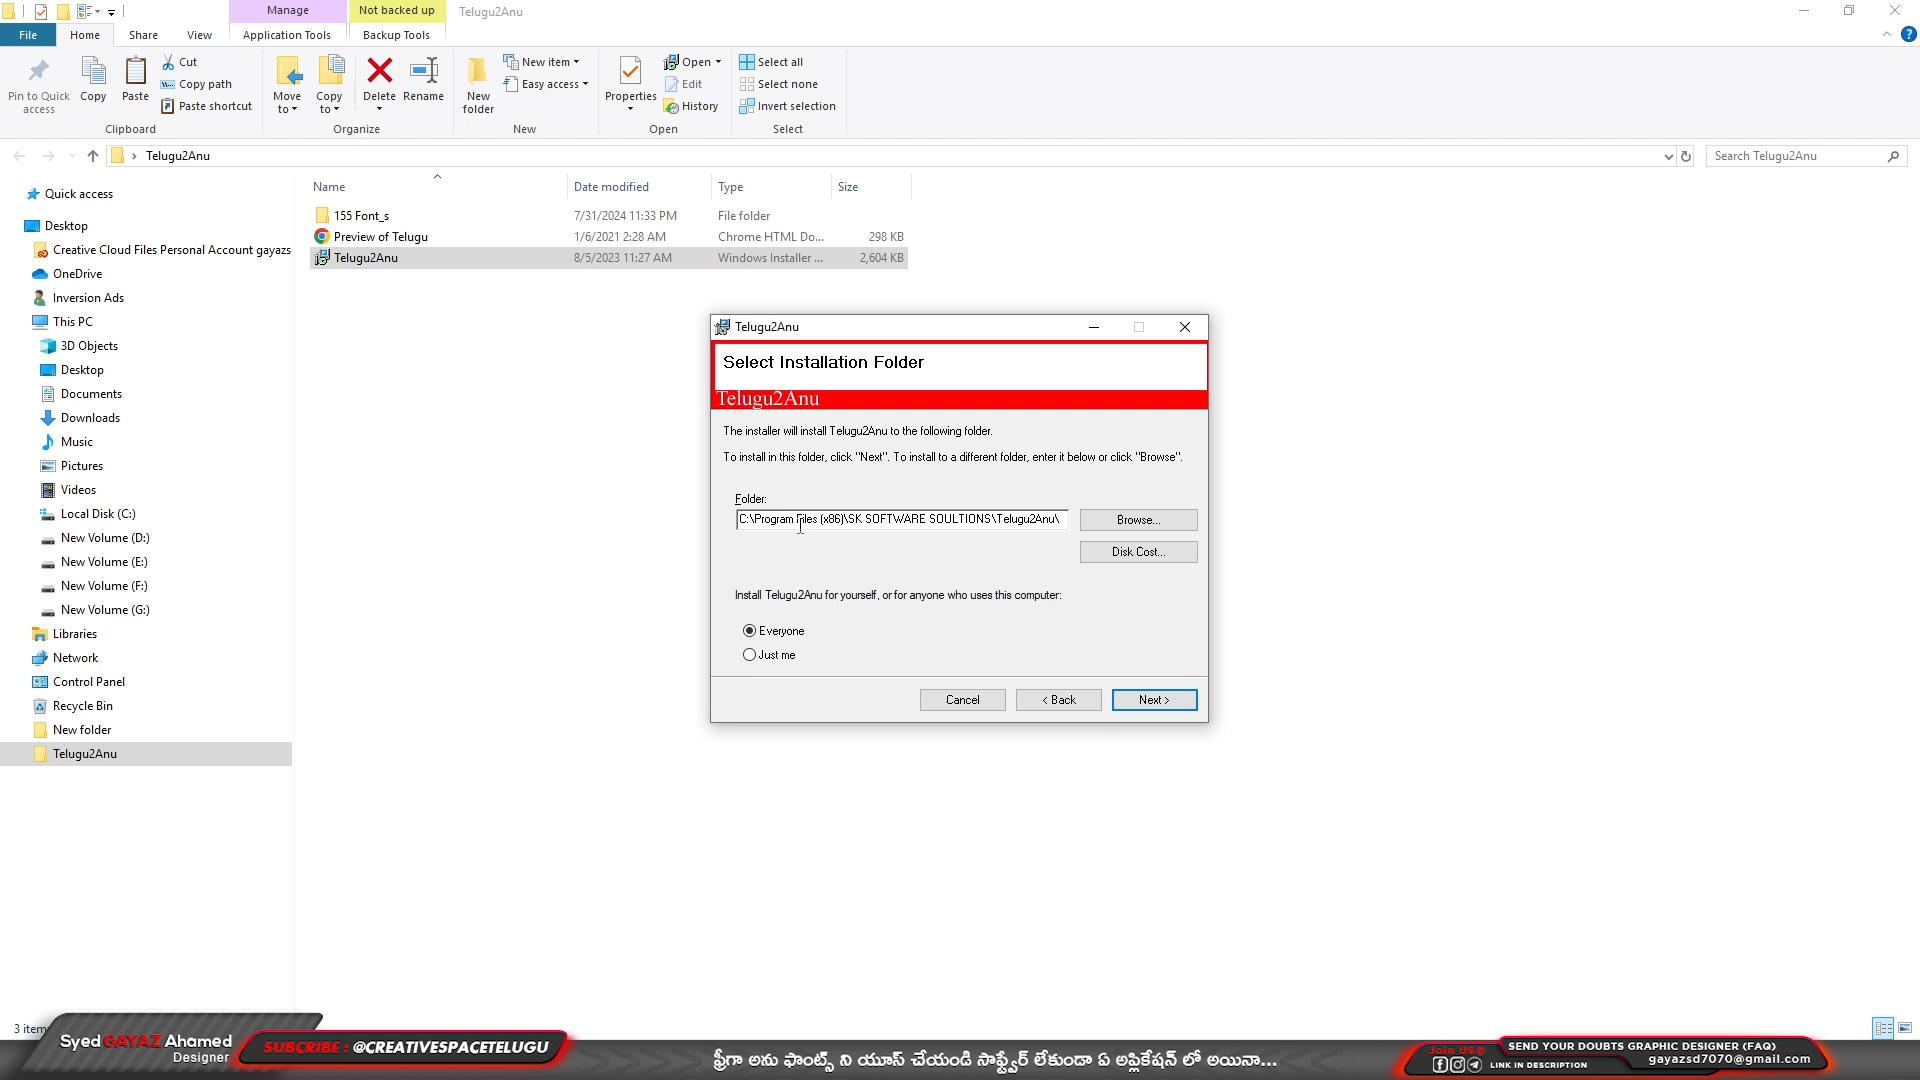 Manage
Not backed up
Telugu2Anu
File
Home
Share
View
Application Tools
Backup Tools
Pin to Quick access
Copy
Paste
Cut
Copy path
Paste shortcut
Clipboard
Move to
Copy to
Delete
Rename
Organize
New folder
New item
Easy access
New
Properties
Open
Edit
History
Open
Select all
Select none
Invert selection
Select
Telugu2Anu
Search Telugu2Anu
Quick access
Desktop
Creative Cloud Files Personal Account gayazs
OneDrive
Inversion Ads
This PC
3D Objects
Desktop
Documents
Downloads
Music
Pictures
Videos
Local Disk (C:)
New Volume (D:)
New Volume (E:)
New Volume (F:)
New Volume (G:)
Libraries
Network
Control Panel
Recycle Bin
New folder
Telugu2Anu
Name Date modified Type Size
155 Font_s 7/31/2024 11:33 PM File folder
Preview of Telugu 1/6/2021 2:28 AM Chrome HTML Do... 298 KB
Telugu2Anu 8/5/2023 11:27 AM Windows Installer ... 2,604 KB
Telugu2Anu
Select Installation Folder
Telugu2Anu
The installer will install Telugu2Anu to the following folder.
To install in this folder, click "Next". To install to a different folder, enter it below or click "Browse".
Folder:
C:\Program Files (x86)\SK SOFTWARE SOULTIONS\Telugu2Anu\
Browse...
Disk Cost...
Install Telugu2Anu for yourself, or for anyone who uses this computer:
Everyone
Just me
Cancel
< Back
Next >
3 item
Syed GAYAZ Ahamed
Designer
SUBCRIBE : @CREATIVESPACETELUGU
ఫ్రీగా అను ఫాంట్స్ ని యూస్ చేయండి సాఫ్ట్వేర్ లేకుండా ఏ అప్లికేషన్ లో అయినా...
Join US@
LINK IN DESCRIPTION
SEND YOUR DOUBTS GRAPHIC DESIGNER (FAQ)
gayazsd7070@gmail.com